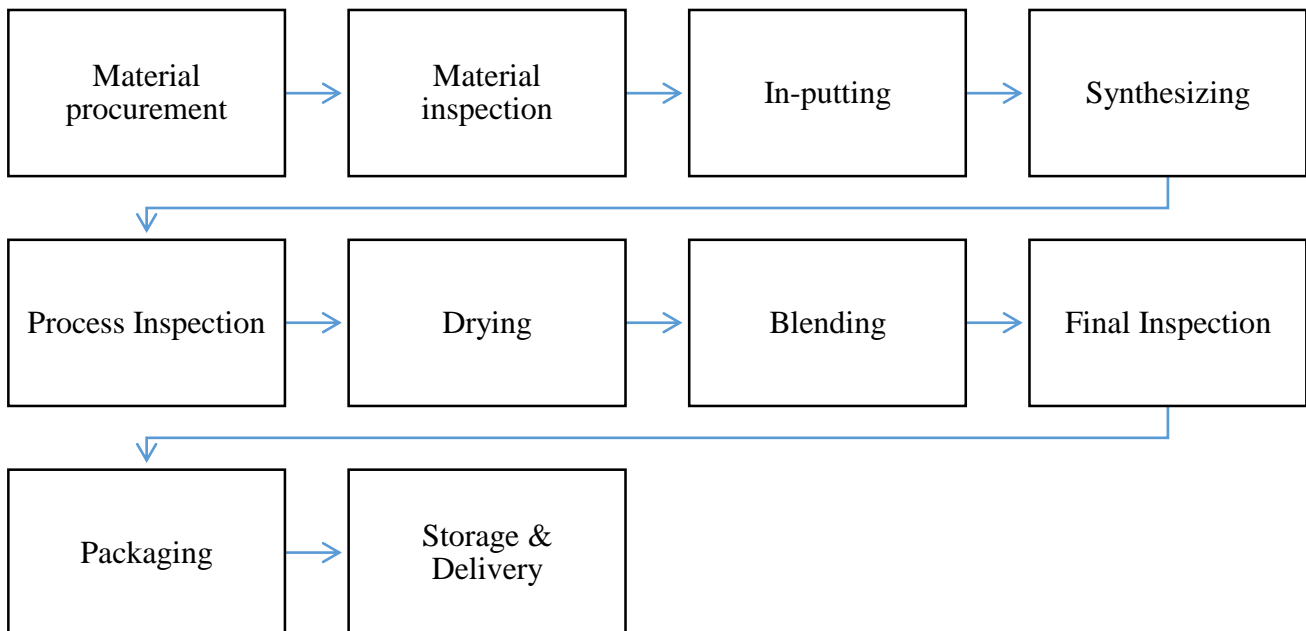 Material
procurement
Material
inspection
In-putting
Synthesizing
Process Inspection
Drying
Blending
Final Inspection
Packaging
Storage &
Delivery